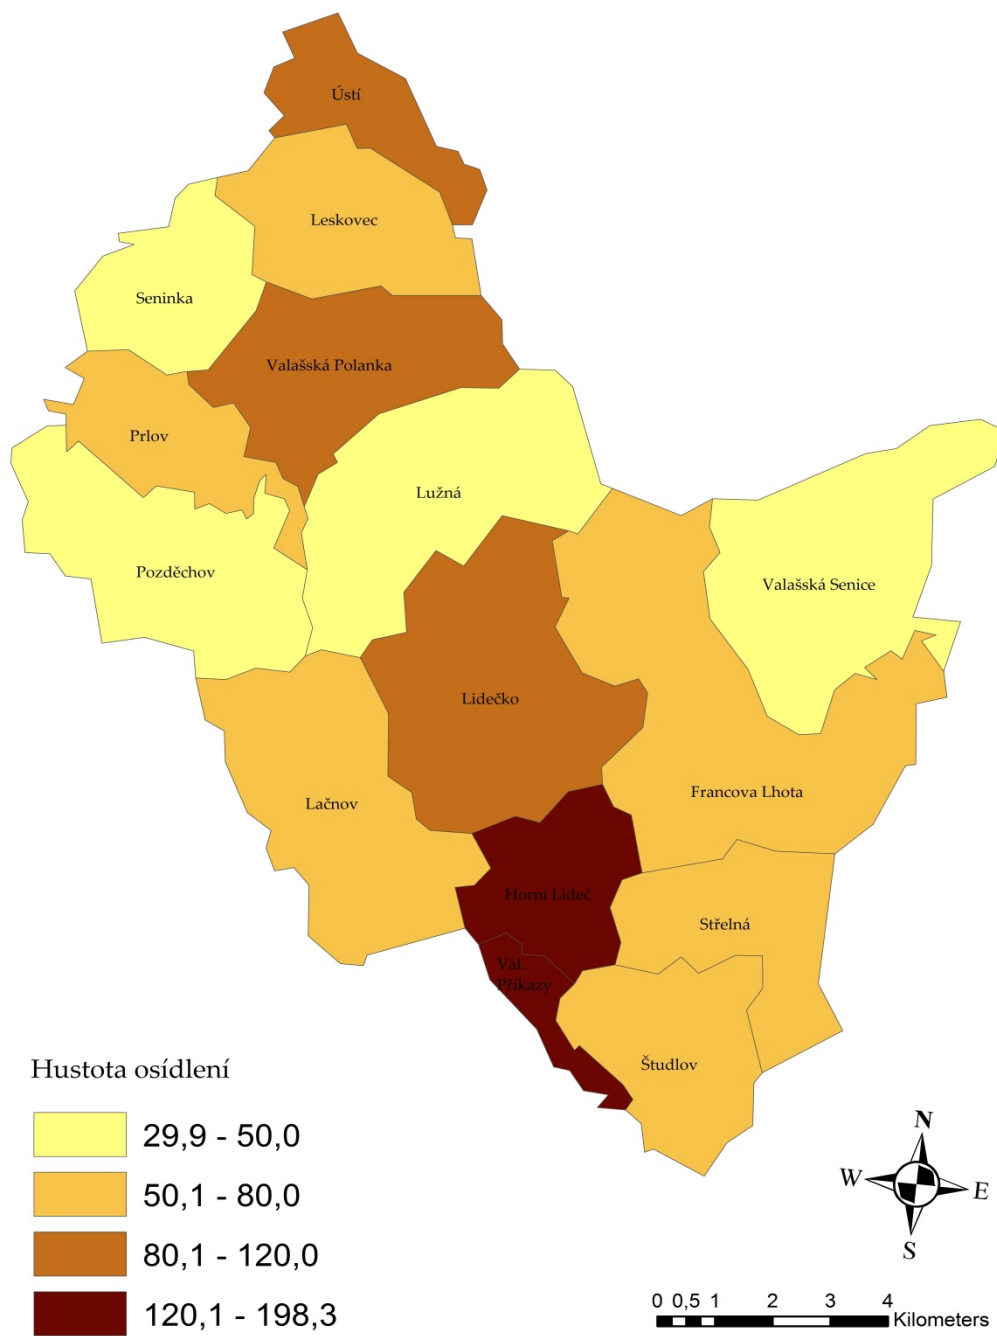 Ústí
Leskovec
Seninka
Valašská Polanka
Prlov
Lužná
Pozděchov
Valašská Senice
Lidečko
Francova Lhota
Lačnov
Horní Lideč
Střelná
Val.
Příkazy
Študlov
Hustota osídlení
29,9 - 50,0
50,1 - 80,0
80,1 - 120,0
120,1 - 198,3
N
W
E
S
0 0,5 1 2 3 4
Kilometers